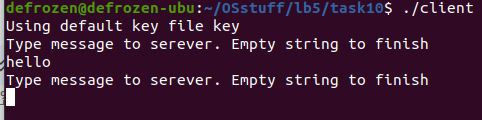 defrozen@defrozen-ubu:~/OSstuff/lb5/task10$ ./client
Using default key file key
Type message to serever. Empty string to finish
hello
Type message to serever. Empty string to finish